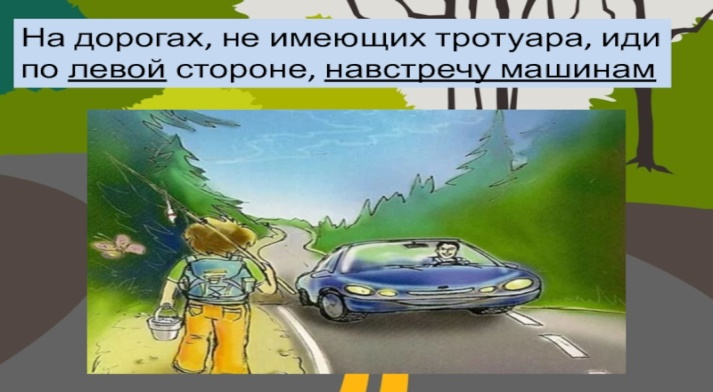 На дорогах, не имеющих тротуара, иди
по левой стороне, навстречу машинам